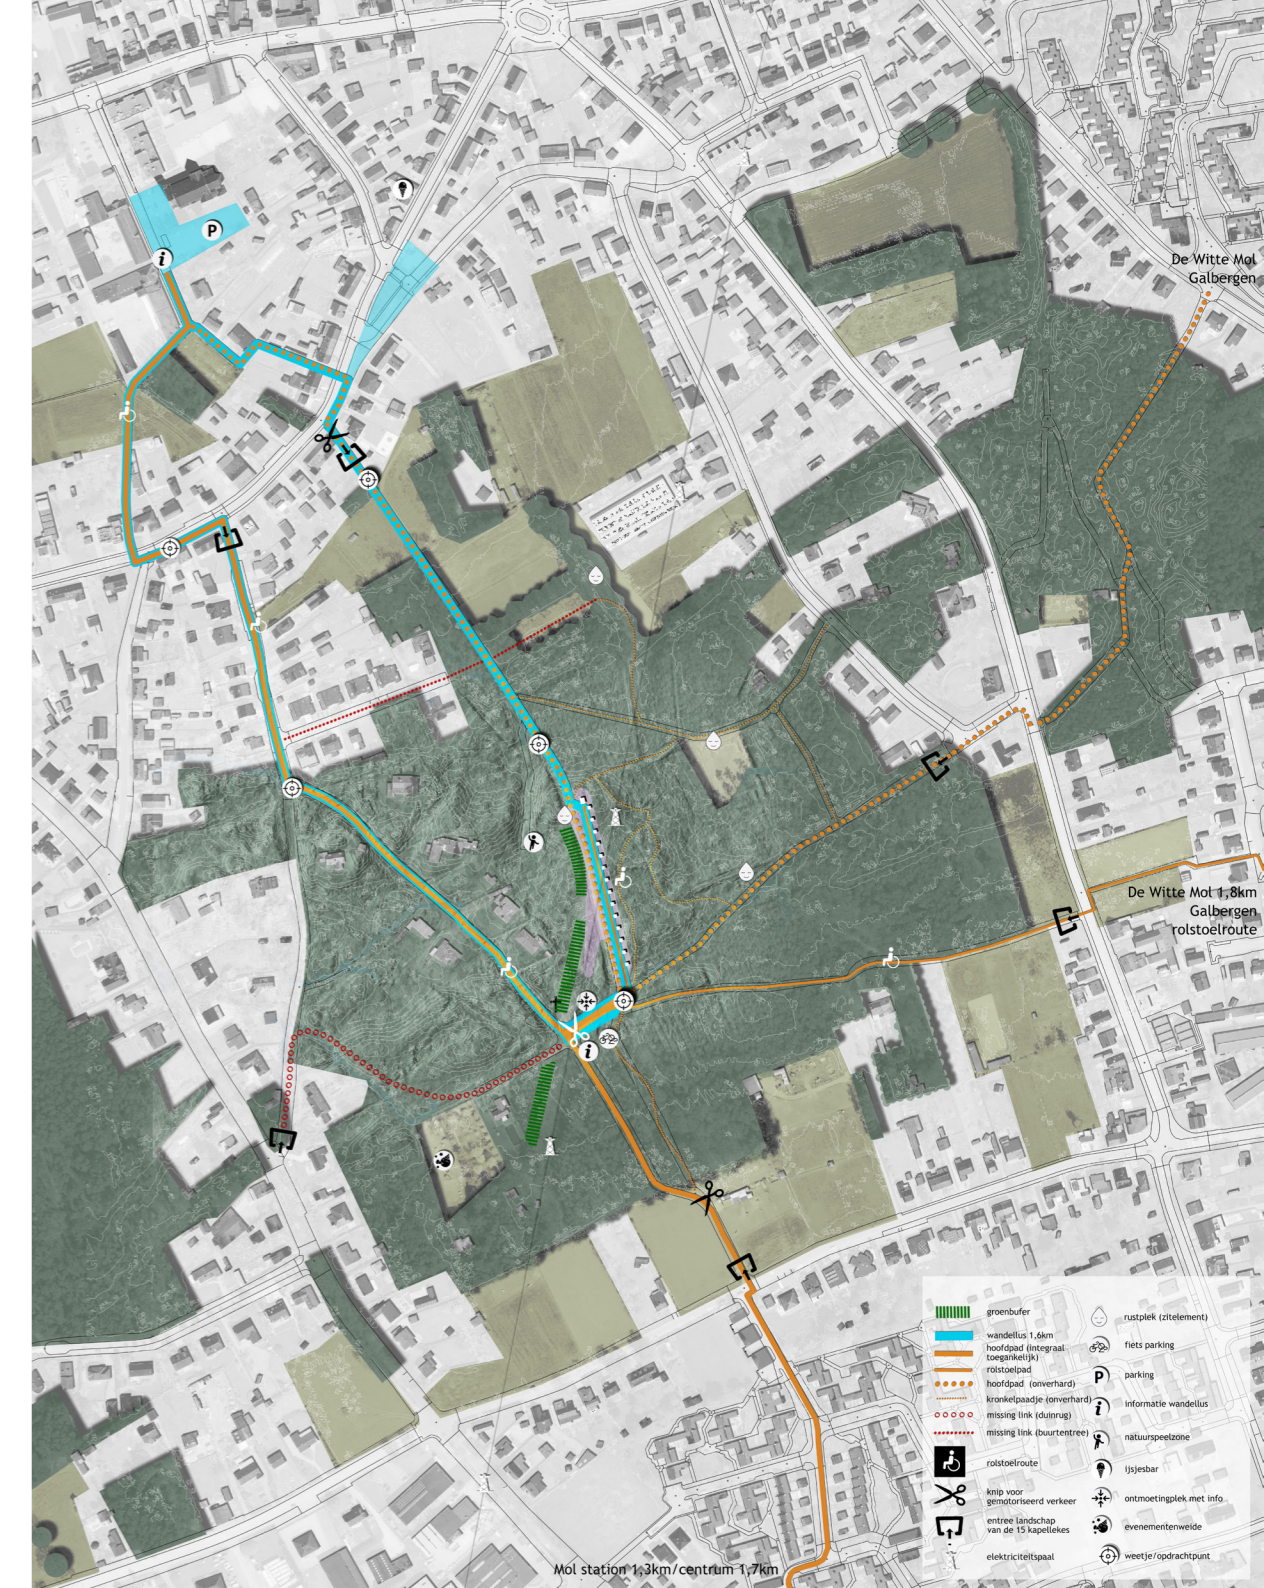 De Witte Mol
Galbergen
P
i
De Witte Mol 1,8km
Galbergen
rolstoelroute
i
Mol station 1,3km/centrum 1,7km
groenbufer
wandellus 1,6km
hoofdpad (integraal
toegankelijk)
rolstoelpad
hoofdpad (onverhard)
kronkelpaadje (onverhard)
missing link (duinrug)
missing link (buurtentree)
rolstoelroute
knip voor
gemotoriseerd verkeer
entree landschap
van de 15 kapellekes
elektriciteitspaal
rustplek (zitelement)
fiets parking
P parking
i informatie wandellus
natuurspeelzone
ijsjesbar
ontmoetingplek met info
evenementenweide
weetje/opdrachtpunt